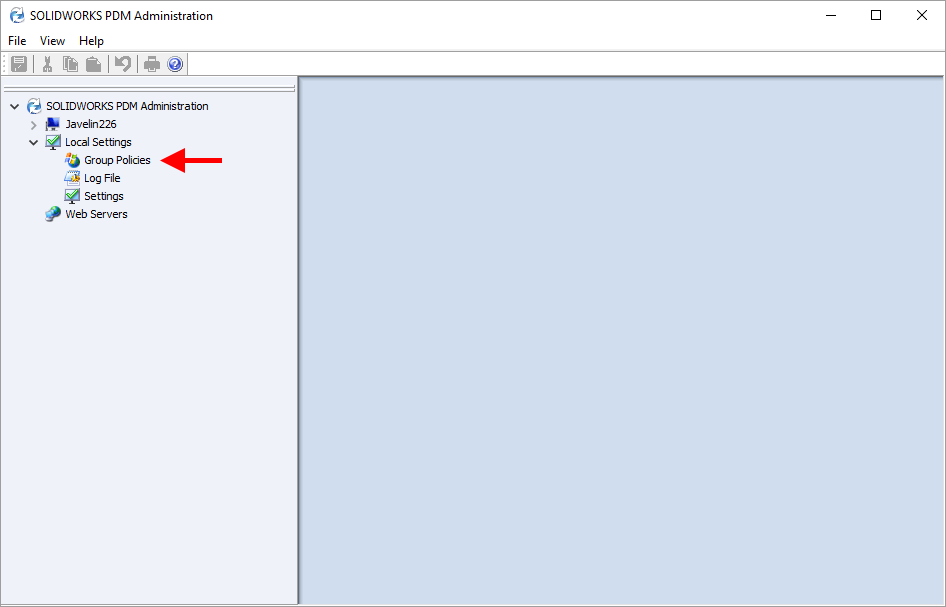 SOLIDWORKS PDM Administration
File View Help
SOLIDWORKS PDM Administration
Javelin226
Local Settings
Group Policies
Log File
Settings
Web Servers